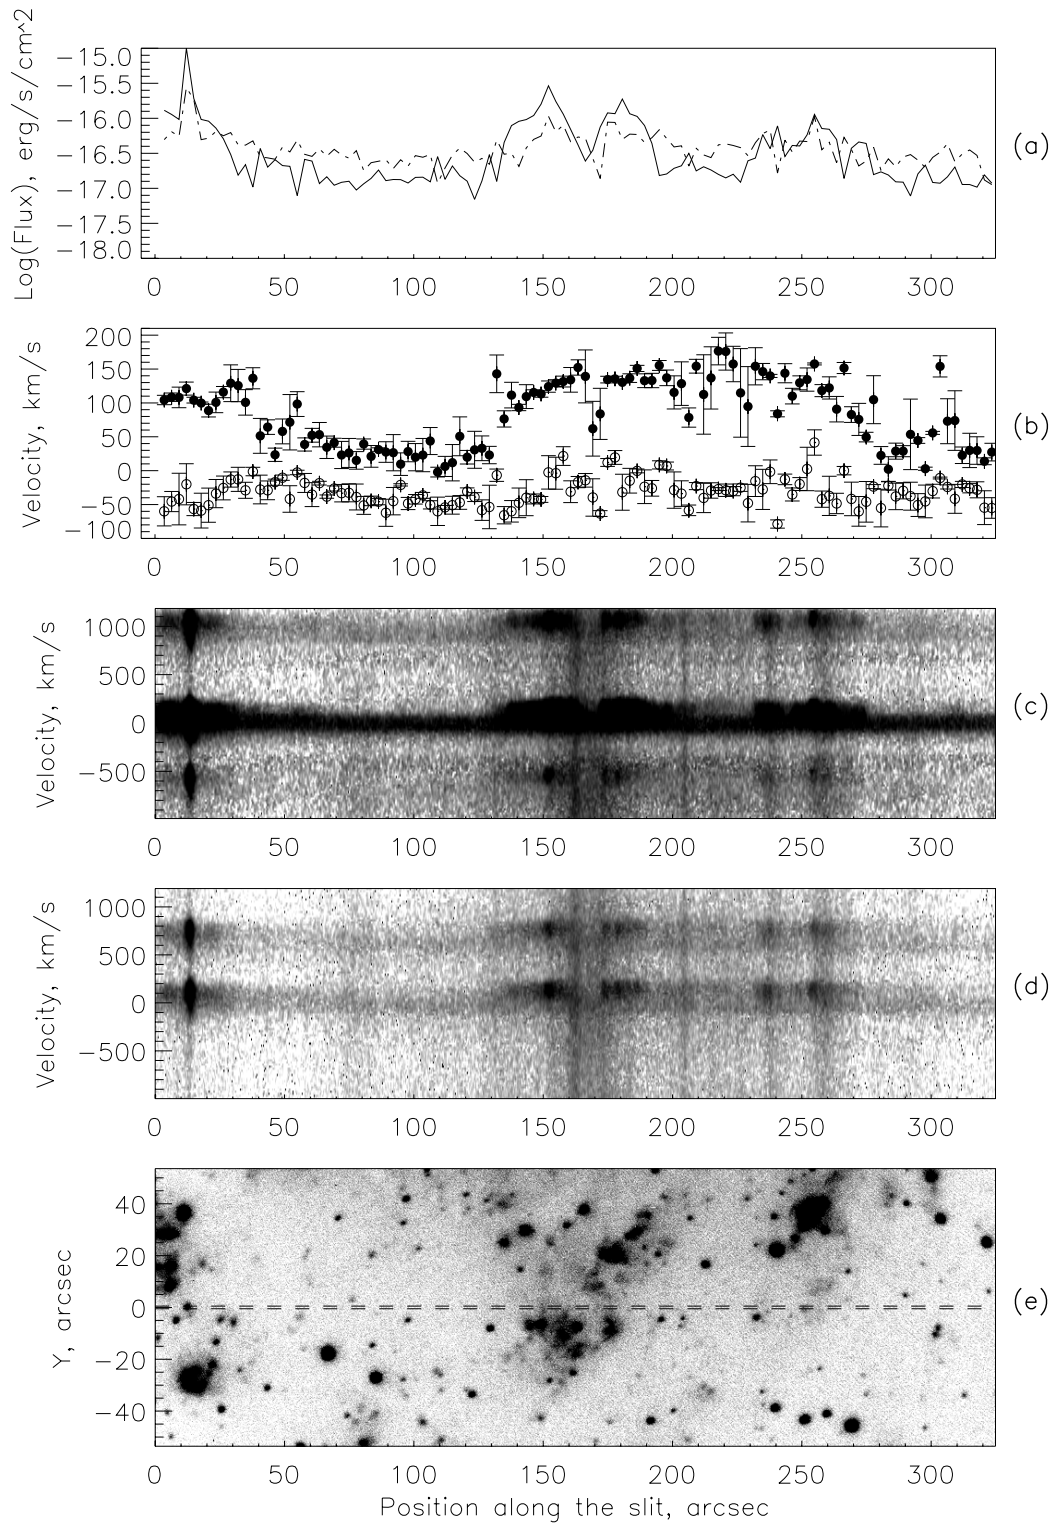 Log(Flux), erg/s/cm^2
-15.0
-15.5
-16.0
-16.5
-17.0
-17.5
-18.0
0 50 100 150 200 250 300
(a)
Velocity, km/s
200
150
100
50
0
-50
-100
0 50 100 150 200 250 300
(b)
Velocity, km/s
1000
500
0
-500
0 50 100 150 200 250 300
(c)
Velocity, km/s
1000
500
0
-500
0 50 100 150 200 250 300
(d)
Y, arcsec
40
20
0
-20
-40
0 50 100 150 200 250 300
(e)
Position along the slit, arcsec